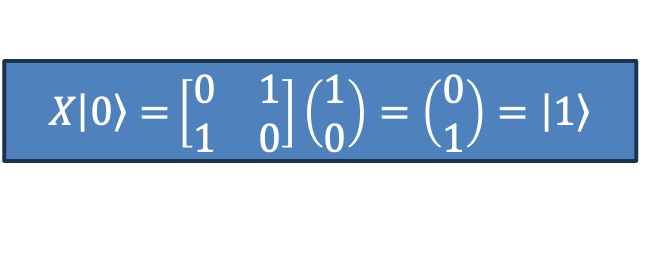 X|0⟩ = [0 1 1 0] (1 0) = (0 1) = |1⟩